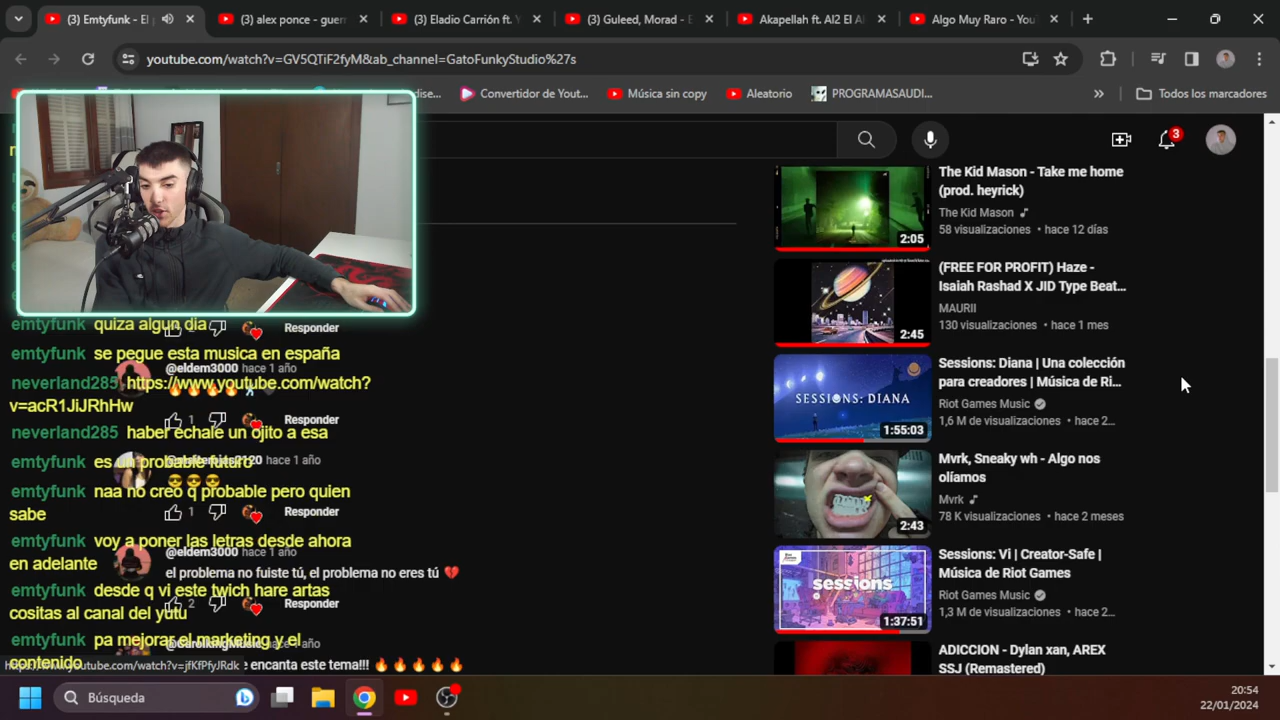 (3) Emtyfunk - El
(3) alex ponce - guerr
(3) Eladio Carrión ft. Y
(3) Guleed, Morad - E
Akapellah ft. Al2 El Al
Algo Muy Raro - You
youtube.com/watch?v=GV5QTiF2fyM&ab_channel=GatoFunkyStudio%27s
Convertidor de Yout...
Música sin copy
Aleatorio
PROGRAMASAUDI...
Todos los marcadores
3
emtyfunk quiza algun dia
Responder
emtyfunk se pegue esta musica en españa
@eldem3000 hace 1 año
neverland285 https://www.youtube.com/watch?
v=acR1JiJRhHw
1 Responder
neverland285 haber echale un ojito a esa
emtyfunk es un probable futuro
hace 1 año
emtyfunk naa no creo q probable pero quien
sabe
1 Responder
emtyfunk voy a poner las letras desde ahora
en adelante
@eldem3000 hace 1 año
el problema no fuiste tú, el problema no eres tú
emtyfunk desde q vi este twich hare artas
cositas al canal del yutu
2 Responder
emtyfunk pa mejorar el marketing y el
contenido
hace 1 año
encanta este tema!!!
The Kid Mason - Take me home
(prod. heyrick)
The Kid Mason
58 visualizaciones • hace 12 días
2:05
(FREE FOR PROFIT) Haze -
Isaiah Rashad X JID Type Beat...
MAURII
130 visualizaciones • hace 1 mes
2:45
SESSIONS: DIANA
1:55:03
Sessions: Diana | Una colección
para creadores | Música de Ri...
Riot Games Music
1,6 M de visualizaciones • hace 2...
Mvrk, Sneaky wh - Algo nos
olíamos
Mvrk
78 K visualizaciones • hace 2 meses
2:43
sessions
1:37:51
Sessions: Vi | Creator-Safe |
Música de Riot Games
Riot Games Music
1,3 M de visualizaciones • hace 2...
ADICCION - Dylan xan, AREX
SSJ (Remastered)
Búsqueda
20:54
22/01/2024